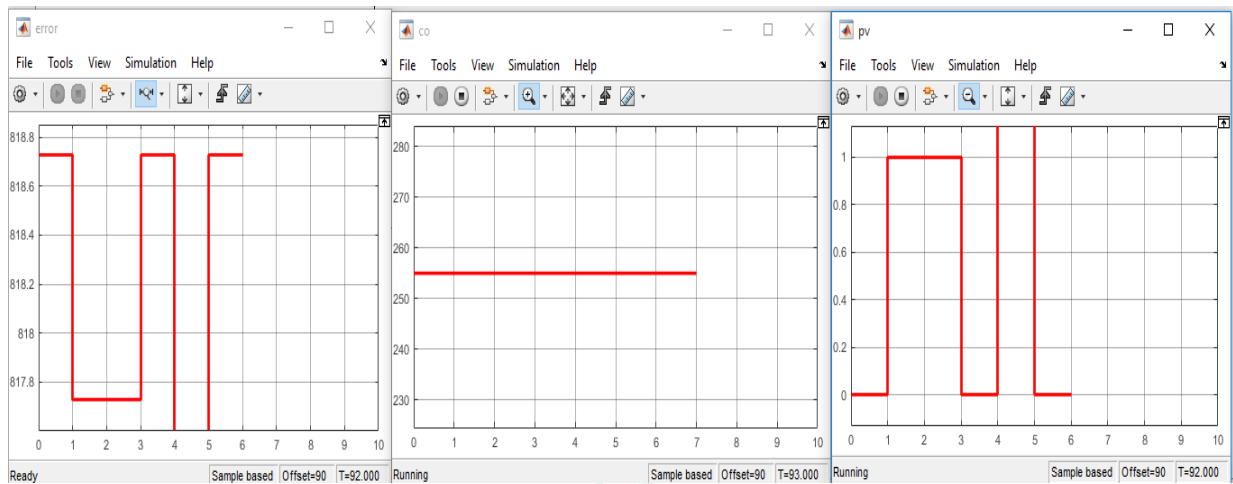 error
File Tools View Simulation Help
818.8
818.6
818.4
818.2
818
817.8
0 1 2 3 4 5 6 7 8 9 10
Ready Sample based Offset=90 T=92.000
co
File Tools View Simulation Help
280
270
260
250
240
230
0 1 2 3 4 5 6 7 8 9 10
Running Sample based Offset=90 T=93.000
pv
File Tools View Simulation Help
1
0.8
0.6
0.4
0.2
0
0 1 2 3 4 5 6 7 8 9 10
Running Sample based Offset=90 T=92.000